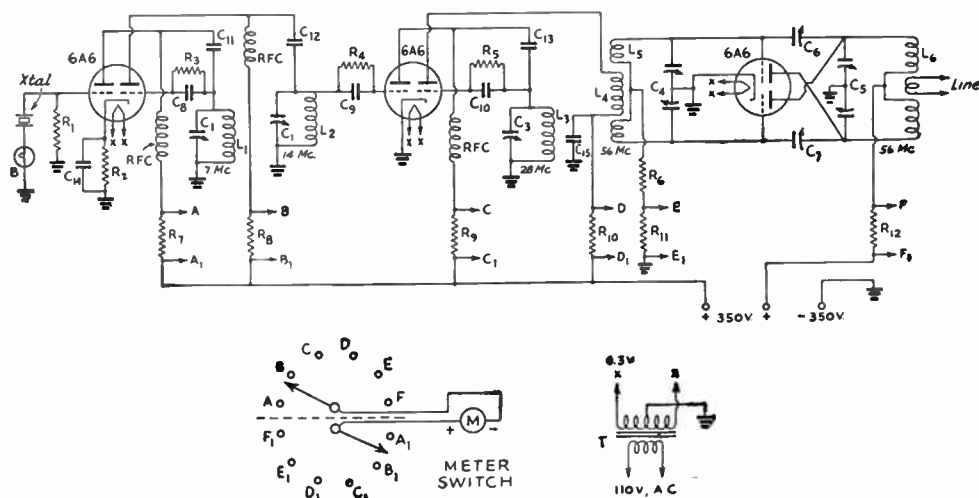 6A6
C11
RFC
C12
R4
6A6
R5
C13
L5
6A6
C6
L6
Xtal
R3
C8
C9
C10
L4
C4
C5
Line
R1
C1
L1
C1
L2
C3
L3
C15
x x
x x
x
x
B
C14
R2
RFC
7 Mc
14 Mc.
RFC
28 Mc
56 Mc
C7
56 Mc
R6
A
B
C
D
E
F
R7
R8
R9
R10
R11
R12
A1
B1
C1
D1
E1
F1
+ 350V. +
- 350V.
C D
B E
A F
F1 A1
E1 B1
D1 C1
+ M -
METER
SWITCH
6.3V
X X
T
110V, A C